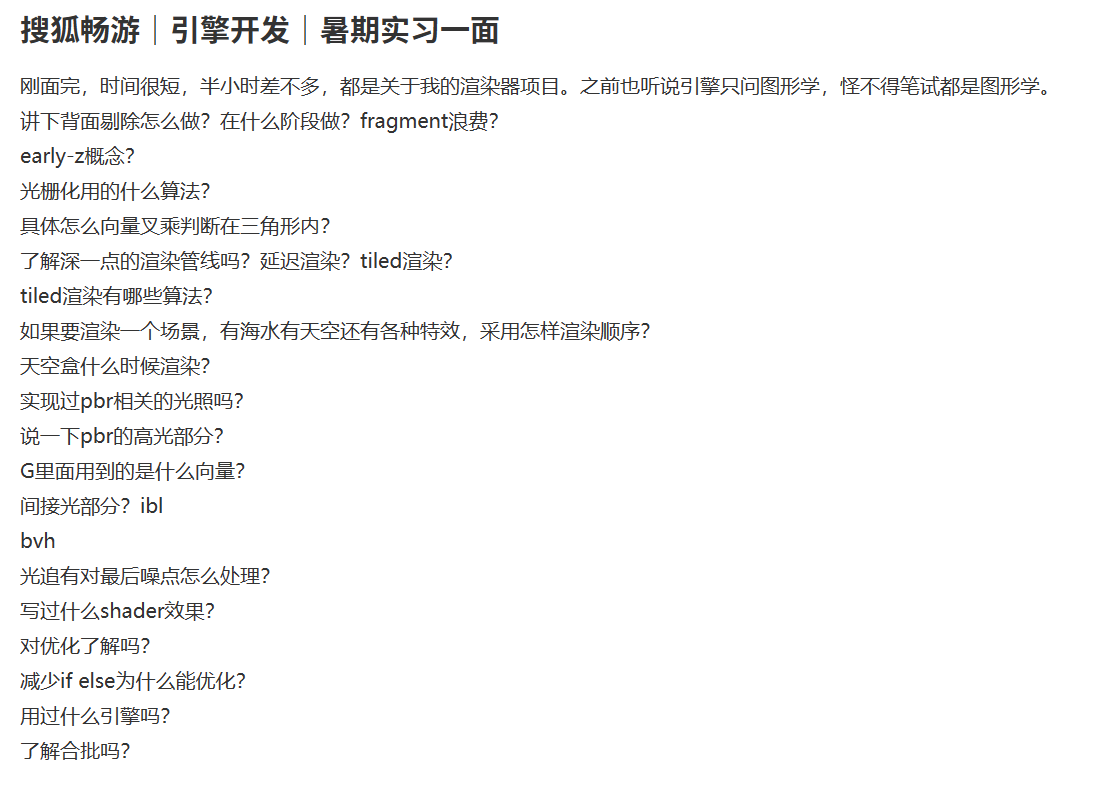 搜狐畅游｜引擎开发｜暑期实习一面
刚面完，时间很短，半小时差不多，都是关于我的渲染器项目。之前也听说引擎只问图形学，怪不得笔试都是图形学。
讲下背面剔除怎么做？在什么阶段做？fragment浪费？
early-z概念？
光栅化用的什么算法？
具体怎么向量叉乘判断在三角形内？
了解深一点的渲染管线吗？延迟渲染？tiled渲染？
tiled渲染有哪些算法？
如果要渲染一个场景，有海水有天空还有各种特效，采用怎样渲染顺序？
天空盒什么时候渲染？
实现过pbr相关的光照吗？
说一下pbr的高光部分？
G里面用到的是什么向量？
间接光部分？ibl
bvh
光追有对最后噪点怎么处理？
写过什么shader效果？
对优化了解吗？
减少if else为什么能优化？
用过什么引擎吗？
了解合批吗？